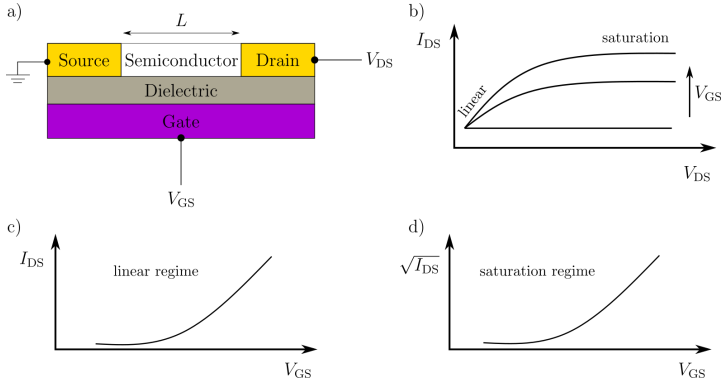 a)
L
Source
Semiconductor
Drain
V_DS
Dielectric
Gate
V_GS
b)
I_DS
saturation
linear
V_GS
V_DS
c)
I_DS
linear regime
V_GS
d)
√I_DS
saturation regime
V_GS